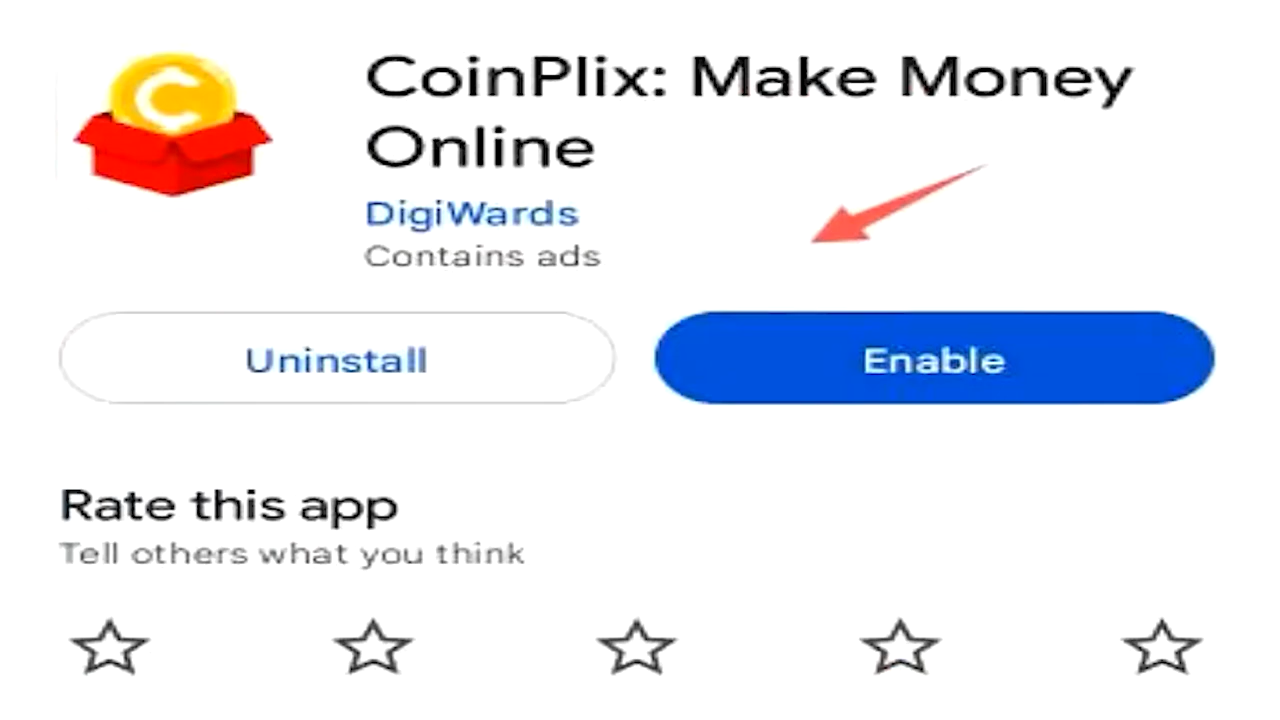 CoinPlix: Make Money
Online
DigiWards
Contains ads
Uninstall
Enable
Rate this app
Tell others what you think